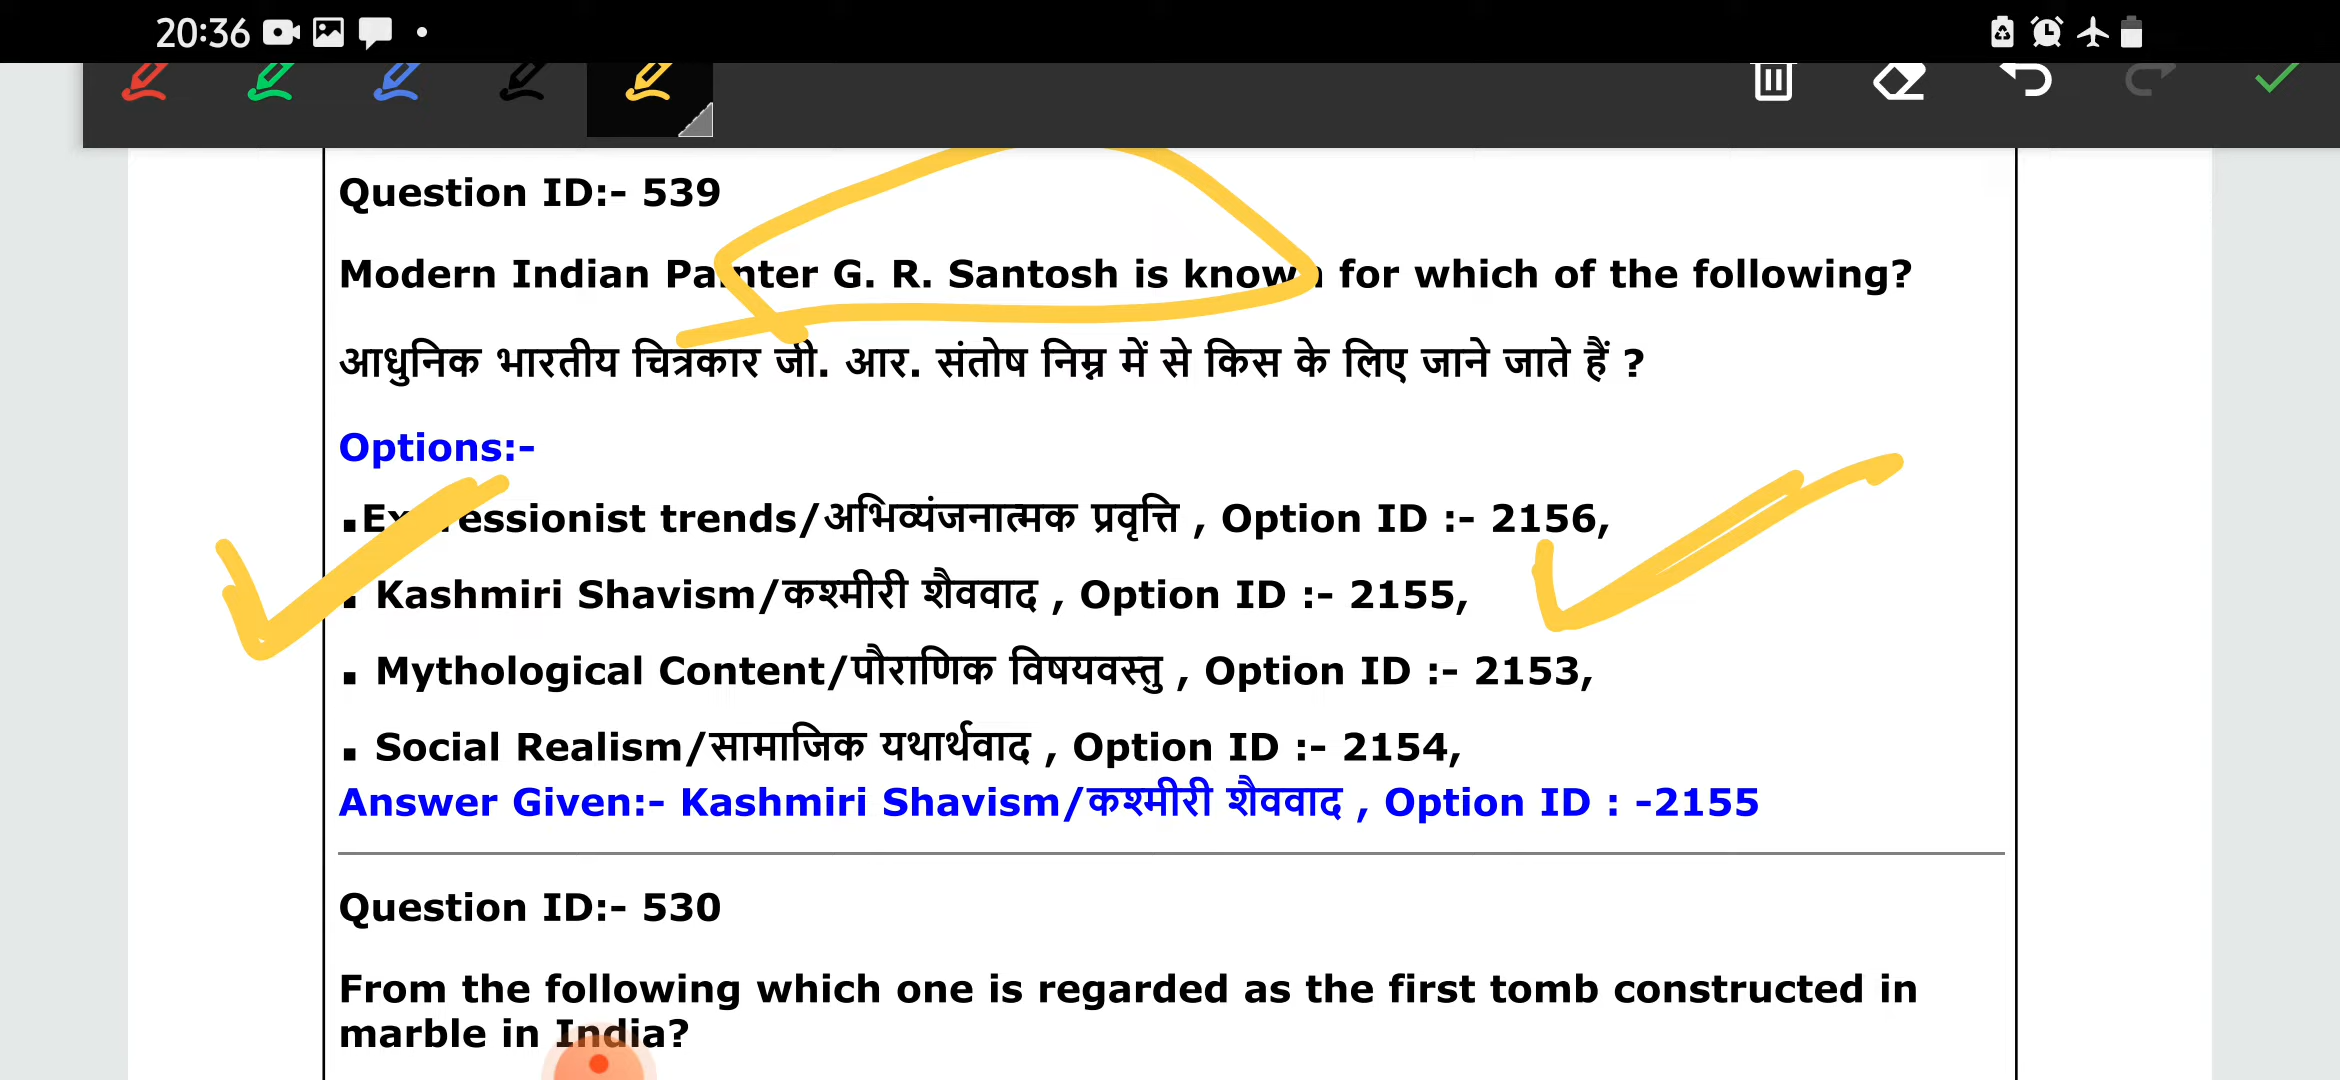 20:36
Question ID:- 539
Modern Indian Painter G. R. Santosh is known for which of the following?
आधुनिक भारतीय चित्रकार जी. आर. संतोष निम्न में से किस के लिए जाने जाते हैं ?
Options:-
▪Expressionist trends/अभिव्यंजनात्मक प्रवृत्ति , Option ID :- 2156,
▪ Kashmiri Shavism/कश्मीरी शैववाद , Option ID :- 2155,
▪ Mythological Content/पौराणिक विषयवस्तु , Option ID :- 2153,
▪ Social Realism/सामाजिक यथार्थवाद , Option ID :- 2154,
Answer Given:- Kashmiri Shavism/कश्मीरी शैववाद , Option ID : -2155
Question ID:- 530
From the following which one is regarded as the first tomb constructed in
marble in India?